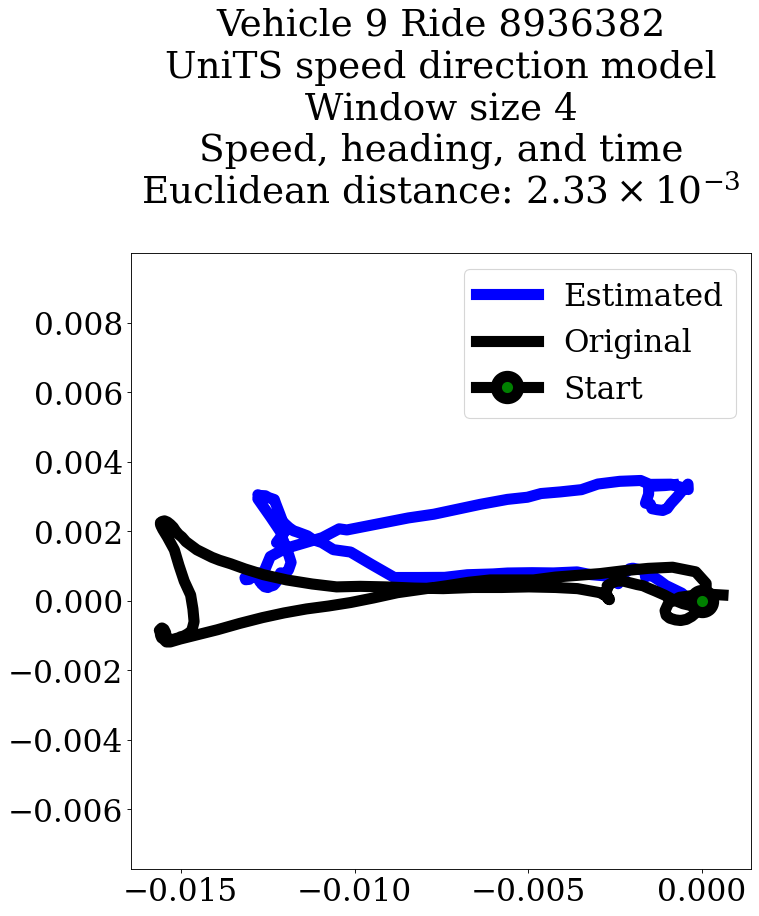 Vehicle 9 Ride 8936382
UniTS speed direction model
Window size 4
Speed, heading, and time
Euclidean distance: 2.33 × 10⁻³
Estimated
Original
Start
0.008
0.006
0.004
0.002
0.000
−0.002
−0.004
−0.006
−0.015 −0.010 −0.005 0.000